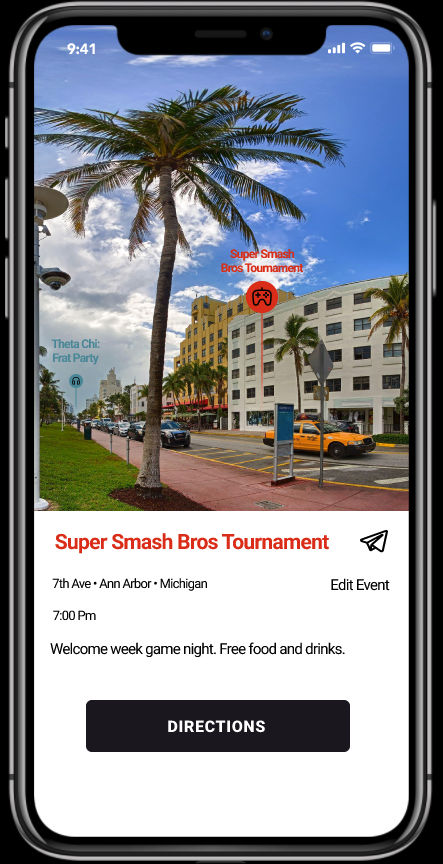 9:41
Super Smash
Bros Tournament
Theta Chi:
Frat Party
Super Smash Bros Tournament
7th Ave • Ann Arbor • Michigan
Edit Event
7:00 Pm
Welcome week game night. Free food and drinks.
DIRECTIONS